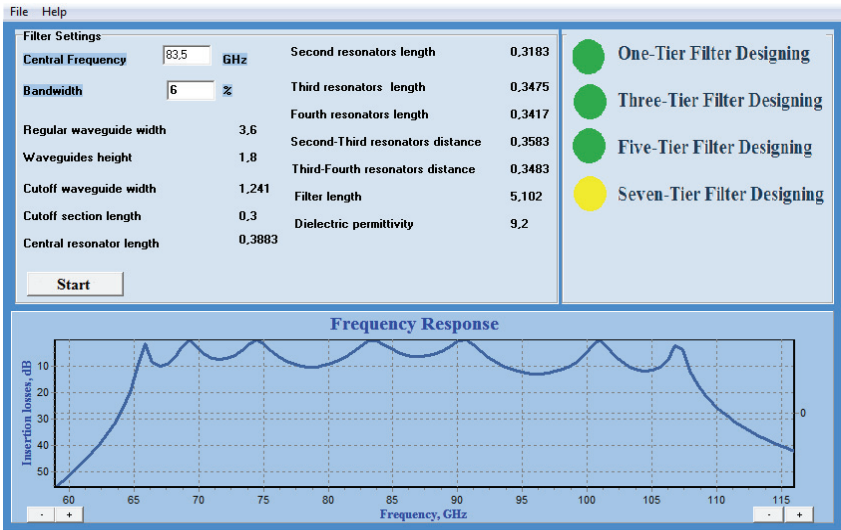 File Help
Filter Settings
Central Frequency 83,5 GHz
Bandwidth 6 %
Regular waveguide width 3,6
Waveguides height 1,8
Cutoff waveguide width 1,241
Cutoff section length 0,3
Central resonator length 0,3883
Start
Second resonators length 0,3183
Third resonators length 0,3475
Fourth resonators length 0,3417
Second-Third resonators distance 0,3583
Third-Fourth resonators distance 0,3483
Filter length 5,102
Dielectric permittivity 9,2
One-Tier Filter Designing
Three-Tier Filter Designing
Five-Tier Filter Designing
Seven-Tier Filter Designing
Frequency Response
Insertion losses, dB
10
20
30
40
50
0
60 65 70 75 80 85 90 95 100 105 110 115
- + Frequency, GHz - +